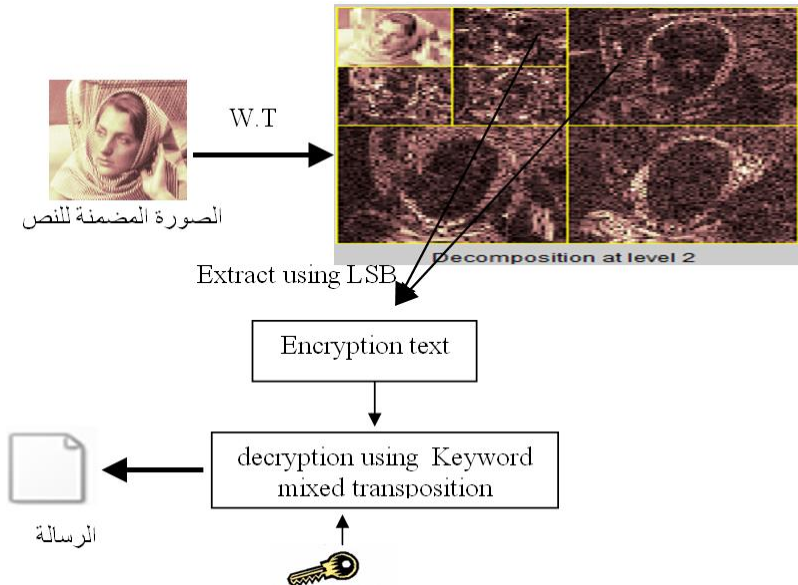 W.T
الصورة المضمنة للنص
Decomposition at level 2
Extract using LSB
Encryption text
decryption using Keyword
mixed transposition
الرسالة